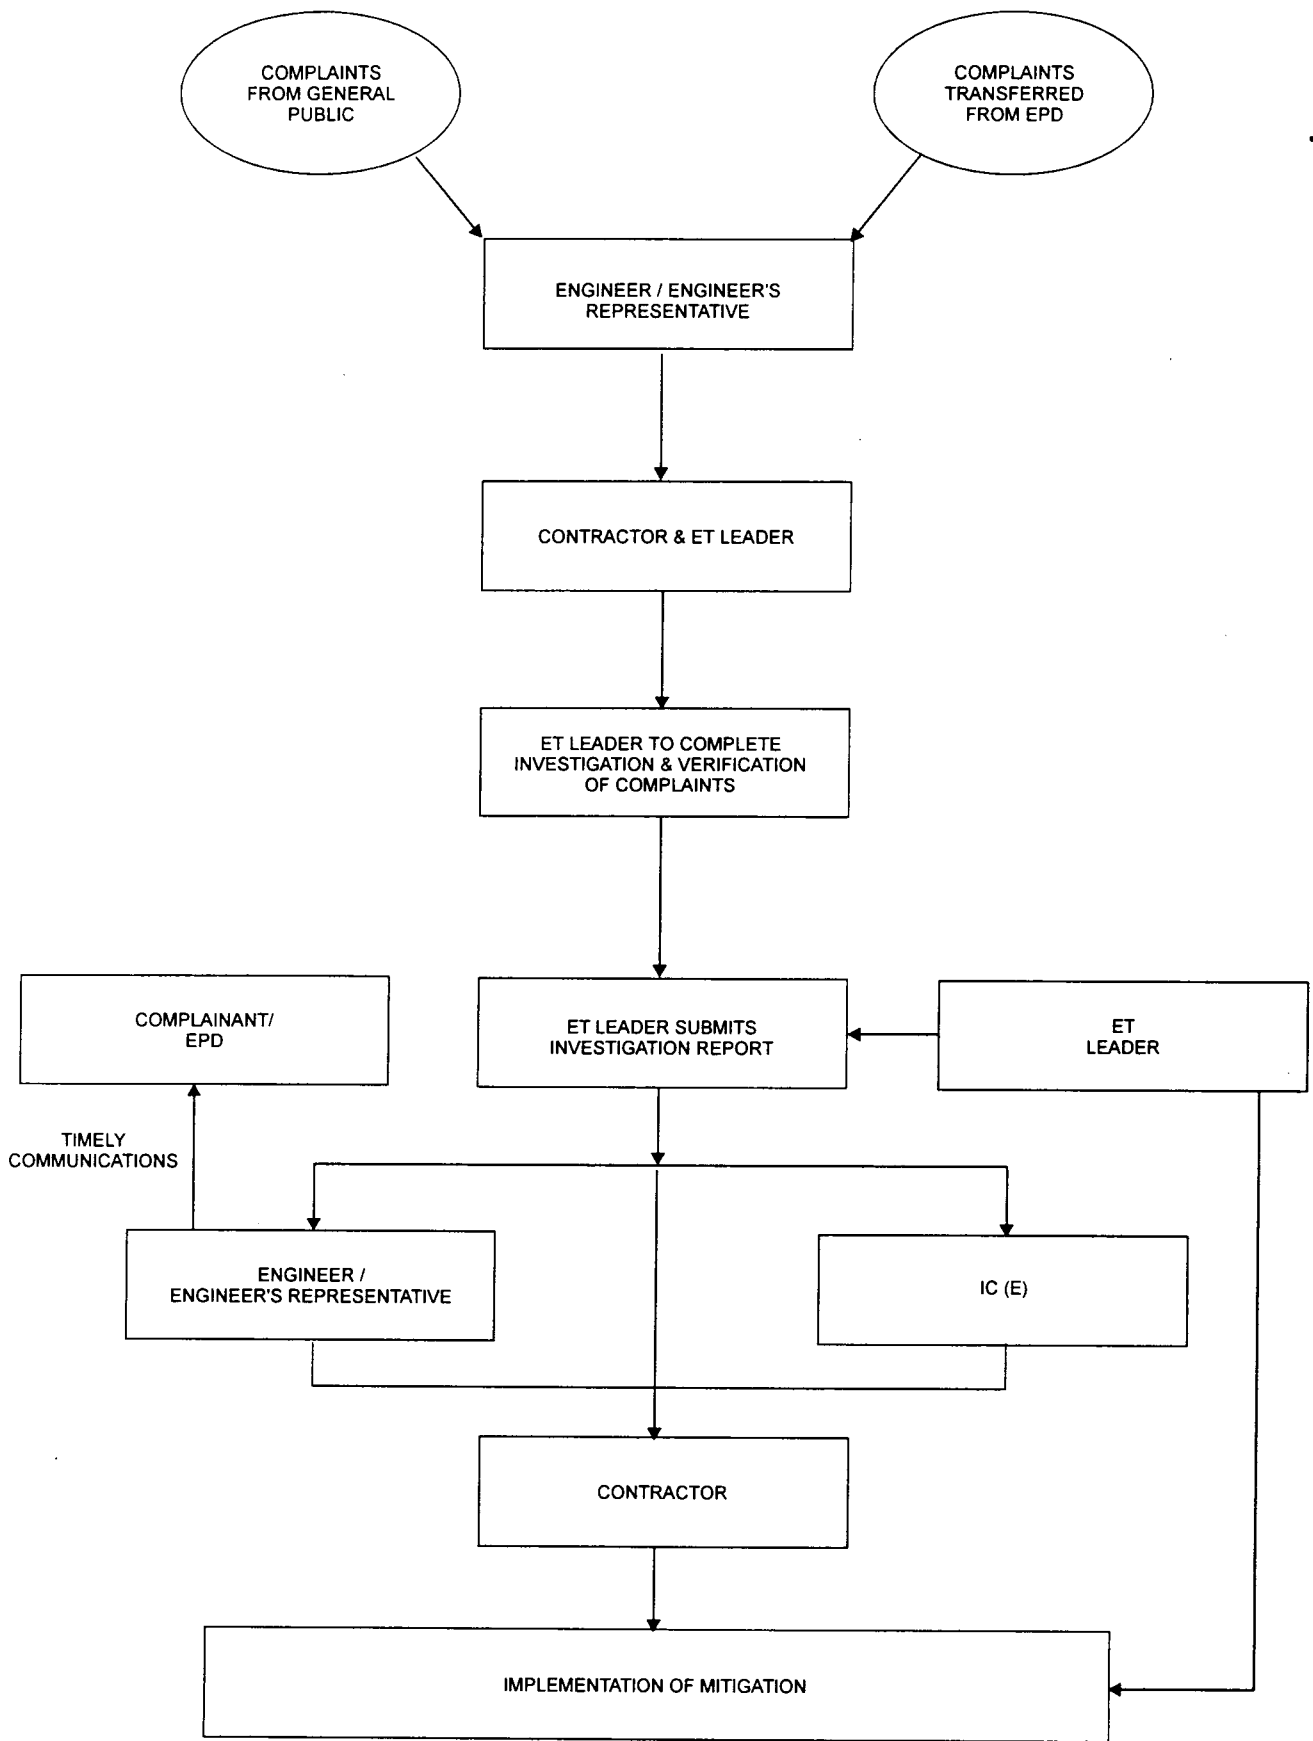 COMPLAINTS
FROM GENERAL
PUBLIC
COMPLAINTS
TRANSFERRED
FROM EPD
ENGINEER / ENGINEER'S
REPRESENTATIVE
CONTRACTOR & ET LEADER
ET LEADER TO COMPLETE
INVESTIGATION & VERIFICATION
OF COMPLAINTS
COMPLAINANT/
EPD
ET LEADER SUBMITS
INVESTIGATION REPORT
ET
LEADER
TIMELY
COMMUNICATIONS
ENGINEER /
ENGINEER'S REPRESENTATIVE
IC (E)
CONTRACTOR
IMPLEMENTATION OF MITIGATION